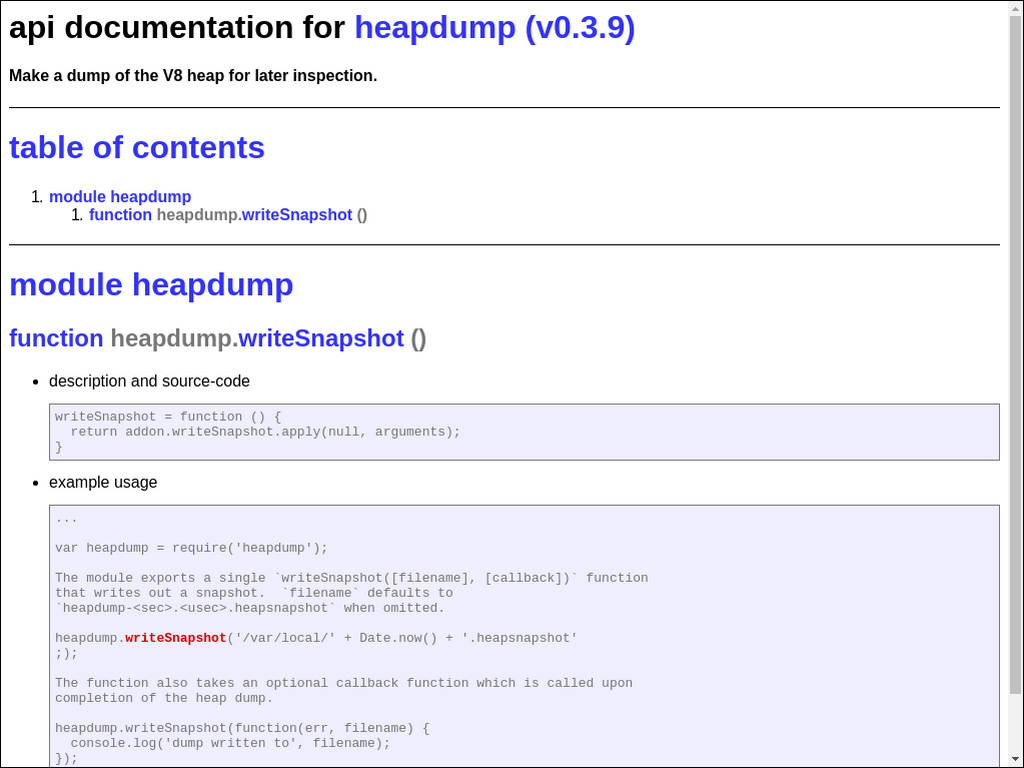 api documentation for heapdump (v0.3.9)
Make a dump of the V8 heap for later inspection.
table of contents
1. module heapdump
1. function heapdump.writeSnapshot ()
module heapdump
function heapdump.writeSnapshot ()
• description and source-code
writeSnapshot = function () {
  return addon.writeSnapshot.apply(null, arguments);
}
• example usage
...
var heapdump = require('heapdump');
The module exports a single `writeSnapshot([filename], [callback])` function
that writes out a snapshot.  `filename` defaults to
`heapdump-<sec>.<usec>.heapsnapshot` when omitted.
heapdump.writeSnapshot('/var/local/' + Date.now() + '.heapsnapshot'
;);
The function also takes an optional callback function which is called upon
completion of the heap dump.
heapdump.writeSnapshot(function(err, filename) {
  console.log('dump written to', filename);
});